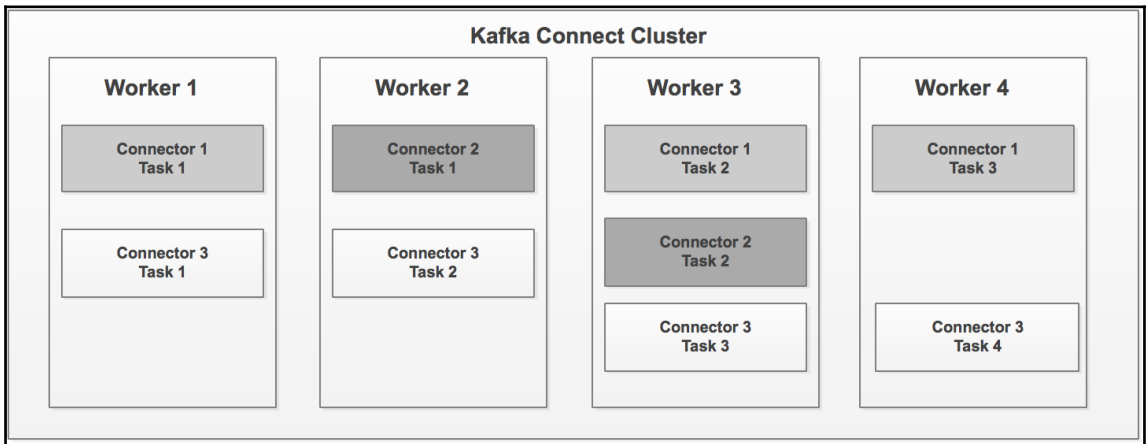 Kafka Connect Cluster
Worker 1
Connector 1
Task 1
Connector 3
Task 1
Worker 2
Connector 2
Task 1
Connector 3
Task 2
Worker 3
Connector 1
Task 2
Connector 2
Task 2
Connector 3
Task 3
Worker 4
Connector 1
Task 3
Connector 3
Task 4